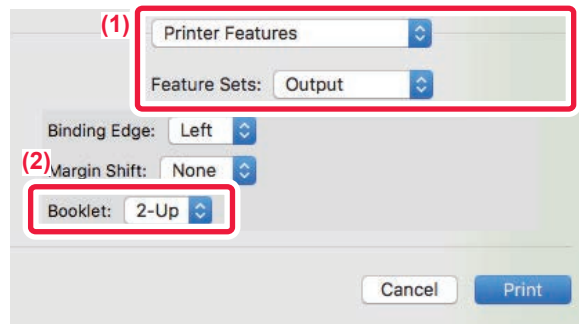 (1) Printer Features
Feature Sets: Output
Binding Edge: Left
(2)
Margin Shift: None
Booklet: 2-Up
Cancel Print